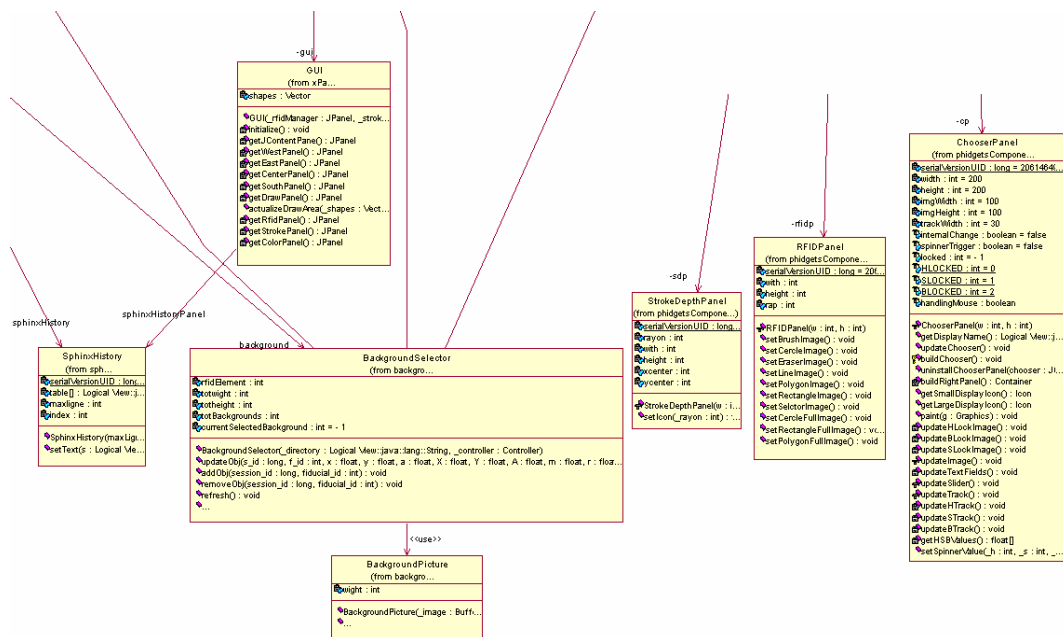 -gui
GUI
(from xPa...
shapes : Vector
GUI(_rfidManager : JPanel, _strok...
initialize() : void
getJContentPane() : JPanel
getWestPanel() : JPanel
getEastPanel() : JPanel
getCenterPanel() : JPanel
getSouthPanel() : JPanel
getDrawPanel() : JPanel
actualizeDrawArea(_shapes : Vect...
getRfidPanel() : JPanel
getStrokePanel() : JPanel
getColorPanel() : JPanel
sphinxHistory
sphinxHistoryPanel
SphinxHistory
(from sph...
serialVersionUID : lon...
table[] : Logical View::j...
maxligne : int
index : int
SphinxHistory(maxLig...
setText(s : Logical Vie...
background
BackgroundSelector
(from backgro...
rfidElement : int
totwight : int
totheight : int
totBackgrounds : int
currentSelectedBackground : int = - 1
BackgroundSelector(_directory : Logical View::java::lang::String, _controller : Controller)
updateObj(s_id : long, f_id : int, x : float, y : float, a : float, X : float, Y : float, A : float, m : float, r : floa...
addObj(session_id : long, fiducial_id : int) : void
removeObj(session_id : long, fiducial_id : int) : void
refresh() : void
...
<<use>>
BackgroundPicture
(from backgro...
wight : int
BackgroundPicture(_image : Buff...
...
-sdp
StrokeDepthPanel
(from phidgetsCompone...)
serialVersionUID : long...
rayon : int
with : int
height : int
xcenter : int
ycenter : int
StrokeDepthPanel(w : i...
setIcon(_rayon : int) : ...
-rfidp
RFIDPanel
(from phidgetsCompone...
serialVersionUID : long = 206...
with : int
height : int
rap : int
RFIDPanel(w : int, h : int)
setBrushImage() : void
setCercleImage() : void
setEraserImage() : void
setLineImage() : void
setPolygonImage() : void
setRectangleImage() : void
setSelctorImage() : void
setCercleFullImage() : void
setRectangleFullImage() : vo...
setPolygonFullImage() : void
-cp
ChooserPanel
(from phidgetsCompone...
serialVersionUID : long = 2061464(...
width : int = 200
height : int = 200
imgWidth : int = 100
imgHeight : int = 100
trackWidth : int = 30
internalChange : boolean = false
spinnerTrigger : boolean = false
locked : int = - 1
HLOCKED : int = 0
SLOCKED : int = 1
BLOCKED : int = 2
handlingMouse : boolean
ChooserPanel(w : int, h : int)
getDisplayName() : Logical View::j...
updateChooser() : void
buildChooser() : void
uninstallChooserPanel(chooser : J...
buildRightPanel() : Container
getSmallDisplayIcon() : Icon
getLargeDisplayIcon() : Icon
paint(g : Graphics) : void
updateHLookImage() : void
updateBLookImage() : void
updateSLookImage() : void
updateImage() : void
updateTextFields() : void
updateSlider() : void
updateTrack() : void
updateHTrack() : void
updateSTrack() : void
updateBTrack() : void
getHSBValues() : float[]
setSpinnerValue(_h : int, _s : int, _...